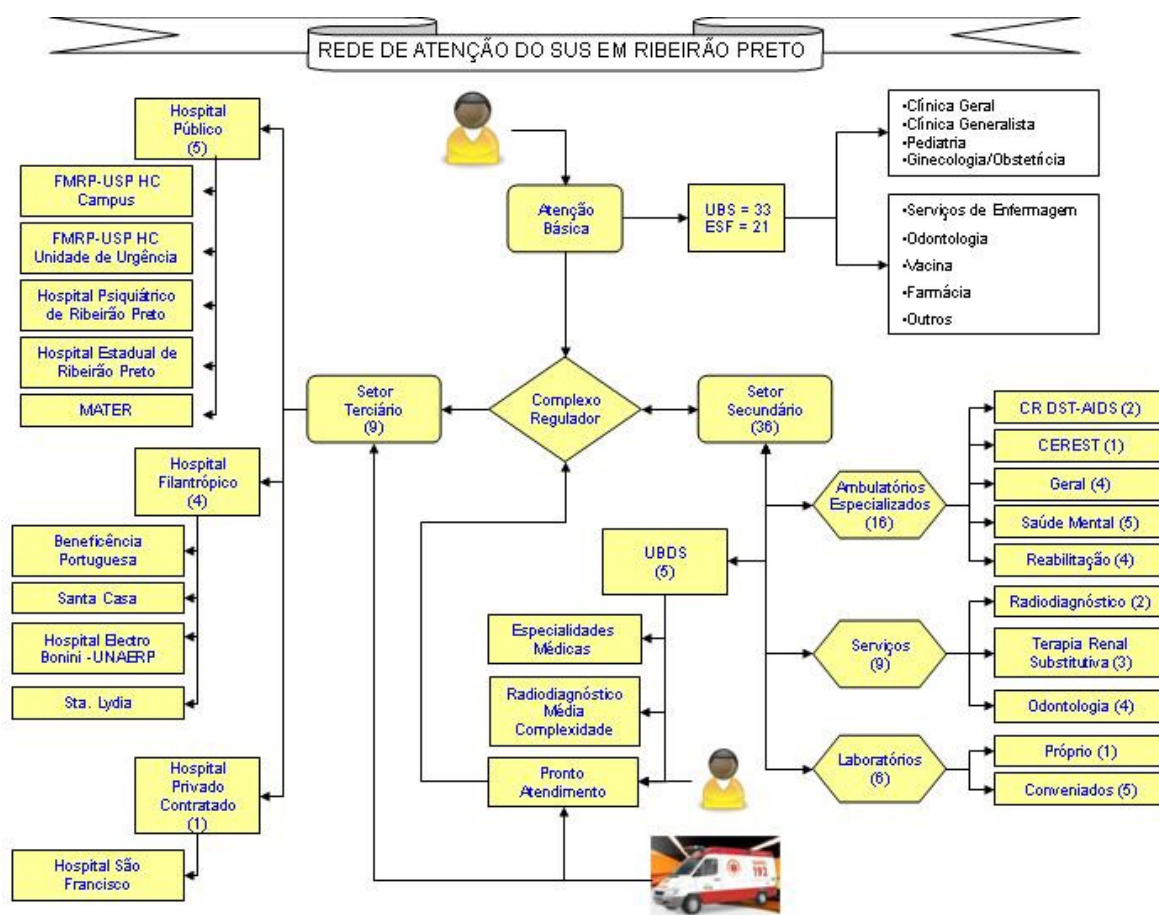 REDE DE ATENÇÃO DO SUS EM RIBEIRÃO PRETO
Hospital
Público
(5)
FMRP-USP HC
Campus
FMRP-USP HC
Unidade de Urgência
Hospital Psiquiátrico
de Ribeirão Preto
Hospital Estadual de
Ribeirão Preto
MATER
Hospital
Filantrópico
(4)
Beneficência
Portuguesa
Santa Casa
Hospital Electro
Bonini -UNAERP
Sta. Lydia
Hospital
Privado
Contratado
(1)
Hospital São
Francisco
Atenção
Básica
UBS = 33
ESF = 21
•Clínica Geral
•Clínica Generalista
•Pediatria
•Ginecologia/Obstetrícia
•Serviços de Enfermagem
•Odontologia
•Vacina
•Farmácia
•Outros
Setor
Terciário
(9)
Complexo
Regulador
Setor
Secundário
(36)
UBDS
(5)
Especialidades
Médicas
Radiodiagnóstico
Média
Complexidade
Pronto
Atendimento
192
Ambulatórios
Especializados
(16)
CR DST-AIDS (2)
CEREST (1)
Geral (4)
Saúde Mental (5)
Reabilitação (4)
Serviços
(9)
Radiodiagnóstico (2)
Terapia Renal
Substitutiva (3)
Odontologia (4)
Laboratórios
(6)
Próprio (1)
Conveniados (5)